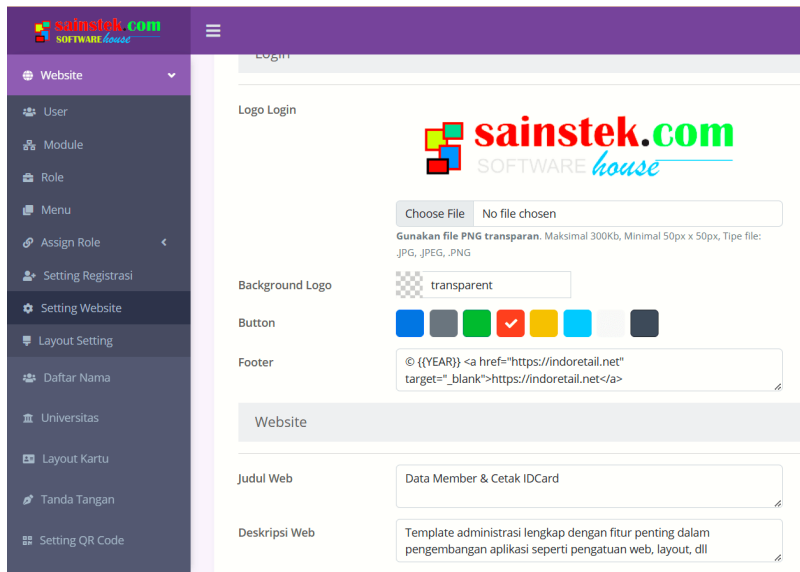 sainstek.com
SOFTWARE house
Website
User
Module
Role
Menu
Assign Role
Setting Registrasi
Setting Website
Layout Setting
Daftar Nama
Universitas
Layout Kartu
Tanda Tangan
Setting QR Code
Login
Logo Login
sainstek.com
SOFTWARE house
Choose File No file chosen
Gunakan file PNG transparan. Maksimal 300Kb, Minimal 50px x 50px, Tipe file:
.JPG, .JPEG, .PNG
Background Logo
transparent
Button
Footer
© {{YEAR}} <a href="https://indoretail.net"
target="_blank">https://indoretail.net</a>
Website
Judul Web
Data Member & Cetak IDCard
Deskripsi Web
Template administrasi lengkap dengan fitur penting dalam
pengembangan aplikasi seperti pengatuan web, layout, dll